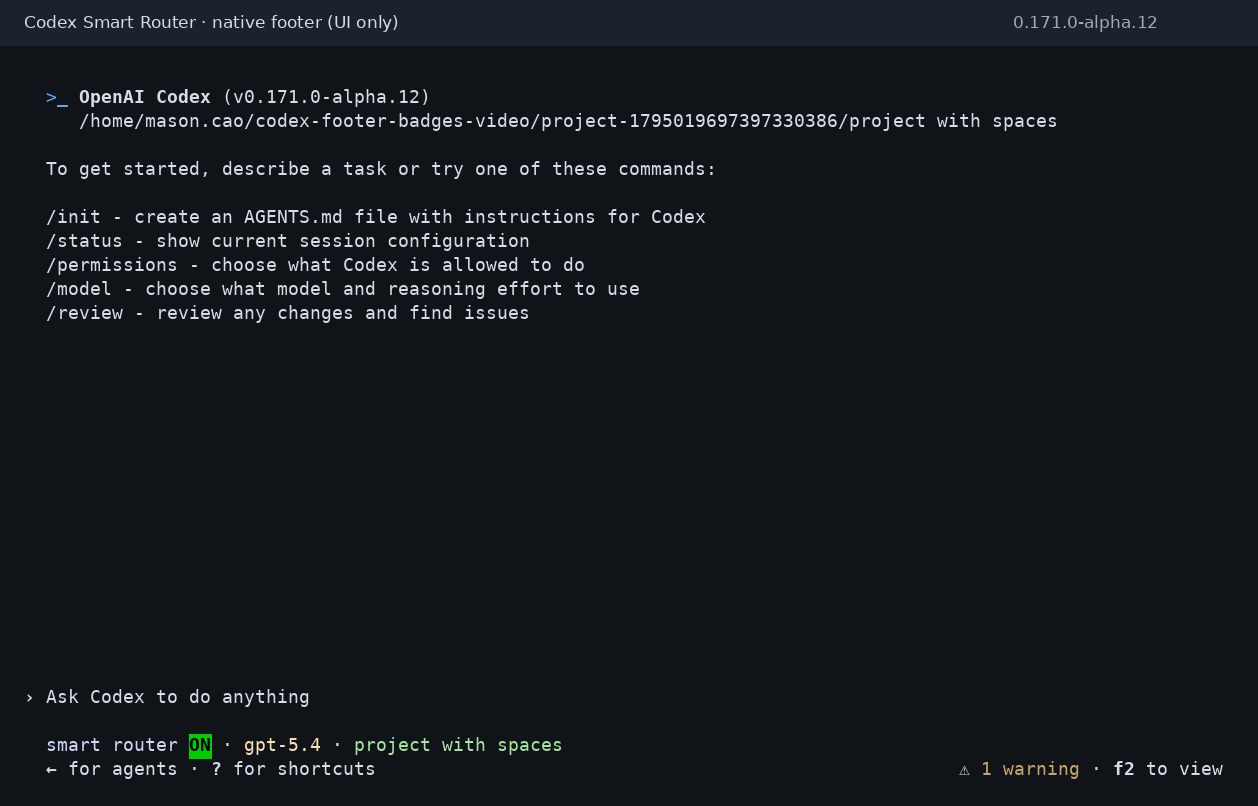 Codex Smart Router · native footer (UI only) 0.171.0-alpha.12
>_ OpenAI Codex (v0.171.0-alpha.12)
/home/mason.cao/codex-footer-badges-video/project-1795019697397330386/project with spaces
To get started, describe a task or try one of these commands:
/init - create an AGENTS.md file with instructions for Codex
/status - show current session configuration
/permissions - choose what Codex is allowed to do
/model - choose what model and reasoning effort to use
/review - review any changes and find issues
› Ask Codex to do anything
smart router ON · gpt-5.4 · project with spaces
← for agents · ? for shortcuts ⚠ 1 warning · f2 to view